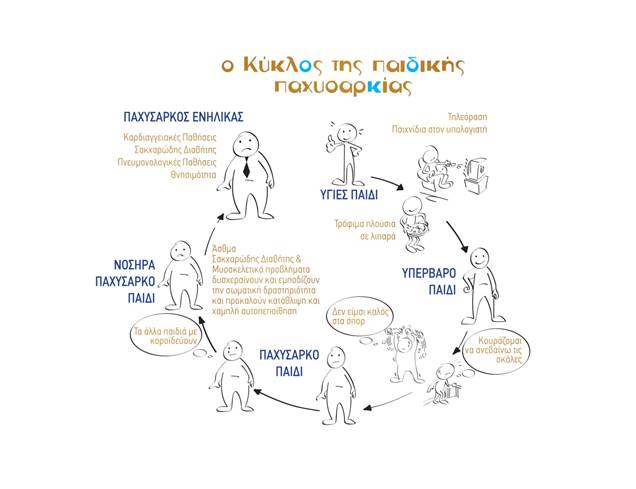 ο Κύκλος της παιδικής
παχυσαρκίας
ΠΑΧΥΣΑΡΚΟΣ ΕΝΗΛΙΚΑΣ
Καρδιαγγειακές Παθήσεις
Σακχαρώδης Διαβήτης
Πνευμονολογικές Παθήσεις
Θνησιμότητα
Τηλεόραση
Παιχνίδια στον υπολογιστή
ΥΓΙΕΣ ΠΑΙΔΙ
Τρόφιμα πλούσια
σε λιπαρά
ΥΠΕΡΒΑΡΟ
ΠΑΙΔΙ
Κουράζομαι
να ανεβαίνω τις
σκάλες
Δεν είμαι καλός
στα σπορ
ΠΑΧΥΣΑΡΚΟ
ΠΑΙΔΙ
Τα άλλα παιδιά με
κοροϊδεύουν
ΝΟΣΗΡΑ
ΠΑΧΥΣΑΡΚΟ
ΠΑΙΔΙ
Άσθμα
Σακχαρώδης Διαβήτης &
Μυοσκελετικά προβλήματα
δυσχεραίνουν και εμποδίζουν
την σωματική δραστηριότητα
και προκαλούν κατάθλιψη και
χαμηλή αυτοπεποίθηση